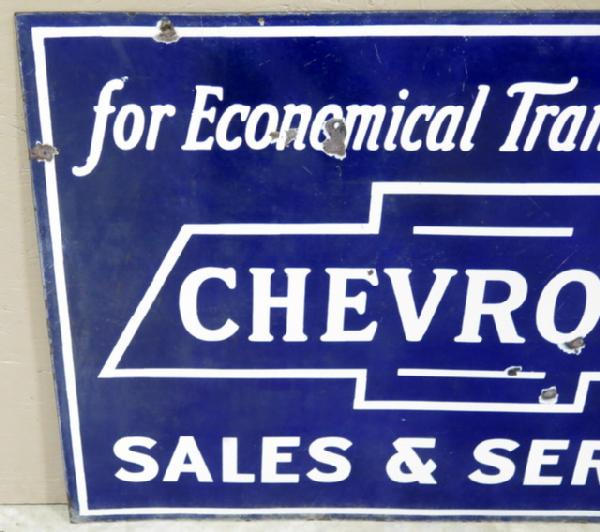 for Economical Tran
CHEVRO
SALES & SER